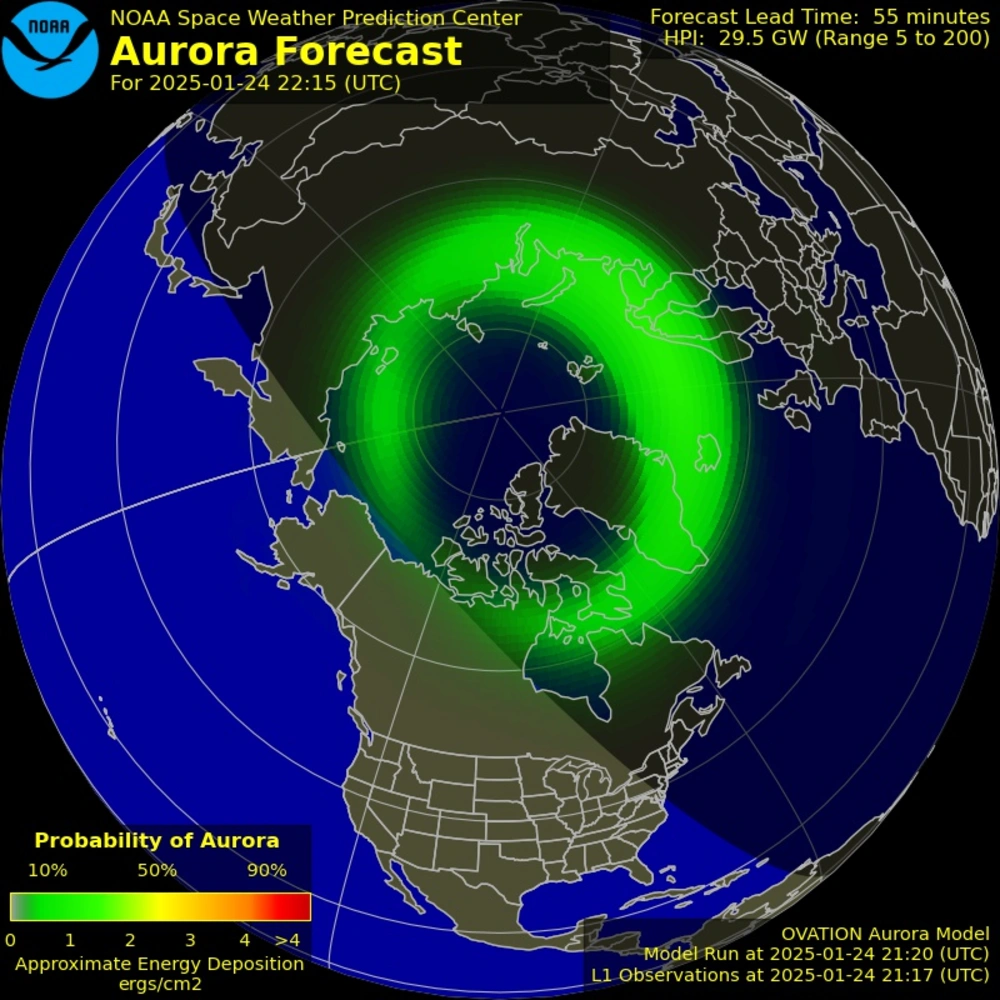 NOAA
NOAA Space Weather Prediction Center
Aurora Forecast
For 2025-01-24 22:15 (UTC)
Forecast Lead Time: 55 minutes
HPI: 29.5 GW (Range 5 to 200)
Probability of Aurora
10% 50% 90%
0 1 2 3 4 >4
Approximate Energy Deposition
ergs/cm2
OVATION Aurora Model
Model Run at 2025-01-24 21:20 (UTC)
L1 Observations at 2025-01-24 21:17 (UTC)